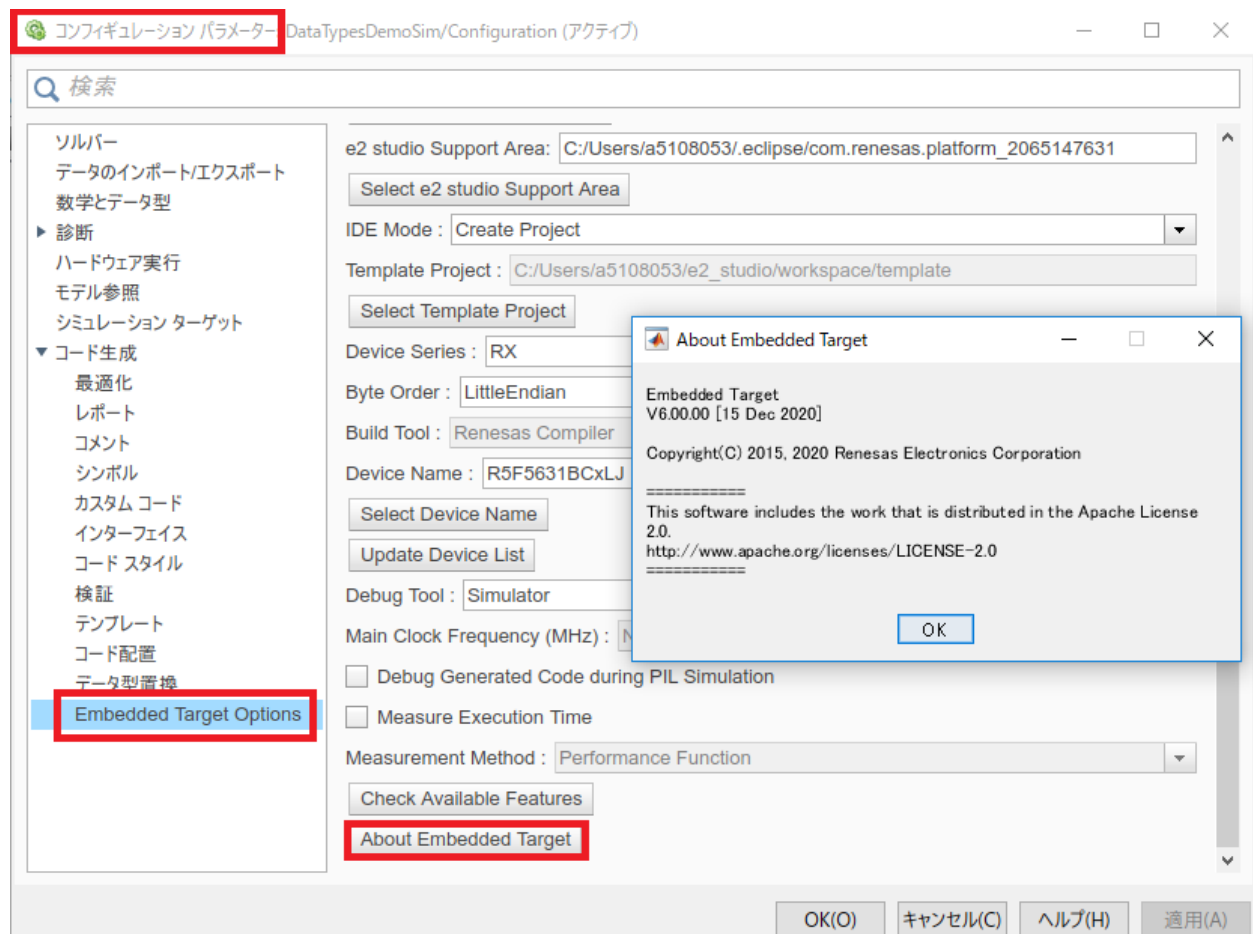 コンフィギュレーション パラメーター: DataTypesDemoSim/Configuration (アクティブ)
検索
ソルバー
データのインポート/エクスポート
数学とデータ型
診断
ハードウェア実行
モデル参照
シミュレーション ターゲット
コード生成
最適化
レポート
コメント
シンボル
カスタム コード
インターフェイス
コード スタイル
検証
テンプレート
コード配置
データ型置換
Embedded Target Options
e2 studio Support Area: C:/Users/a5108053/.eclipse/com.renesas.platform_2065147631
Select e2 studio Support Area
IDE Mode : Create Project
Template Project : C:/Users/a5108053/e2_studio/workspace/template
Select Template Project
Device Series : RX
Byte Order : LittleEndian
Build Tool : Renesas Compiler
Device Name : R5F5631BCxLJ
Select Device Name
Update Device List
Debug Tool : Simulator
Main Clock Frequency (MHz) :
Debug Generated Code during PIL Simulation
Measure Execution Time
Measurement Method : Performance Function
Check Available Features
About Embedded Target
About Embedded Target
Embedded Target
V6.00.00 [15 Dec 2020]
Copyright(C) 2015, 2020 Renesas Electronics Corporation
===========
This software includes the work that is distributed in the Apache License
2.0.
http://www.apache.org/licenses/LICENSE-2.0
===========
OK
OK(O)
キャンセル(C)
ヘルプ(H)
適用(A)